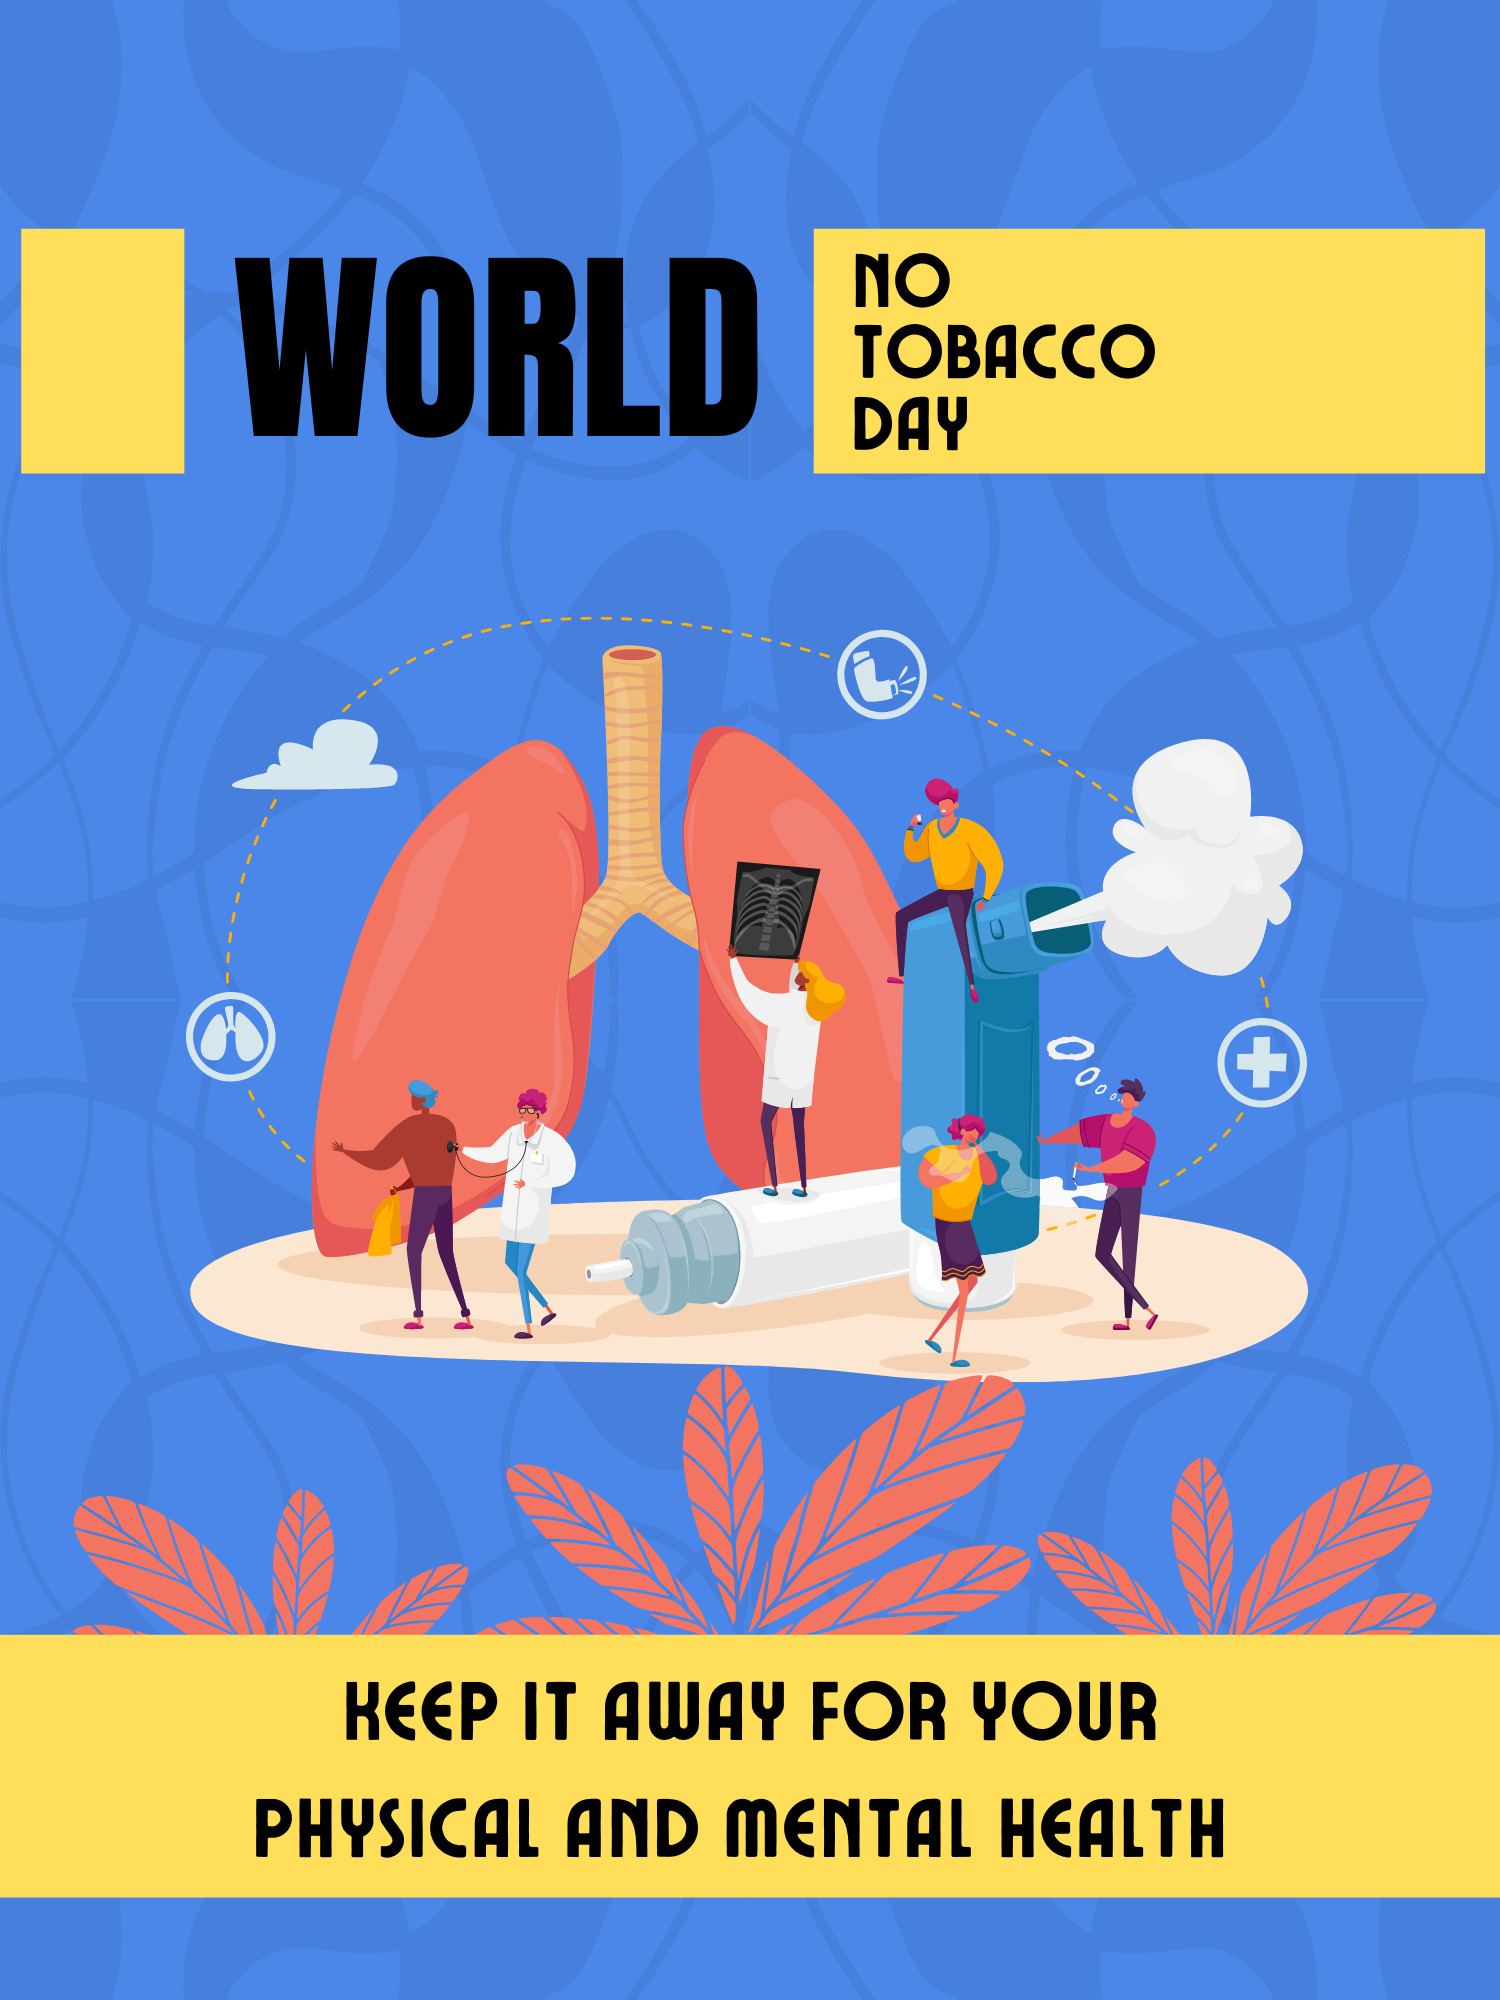 WORLD
NO
TOBACCO
DAY
KEEP IT AWAY FOR YOUR
PHYSICAL AND MENTAL HEALTH